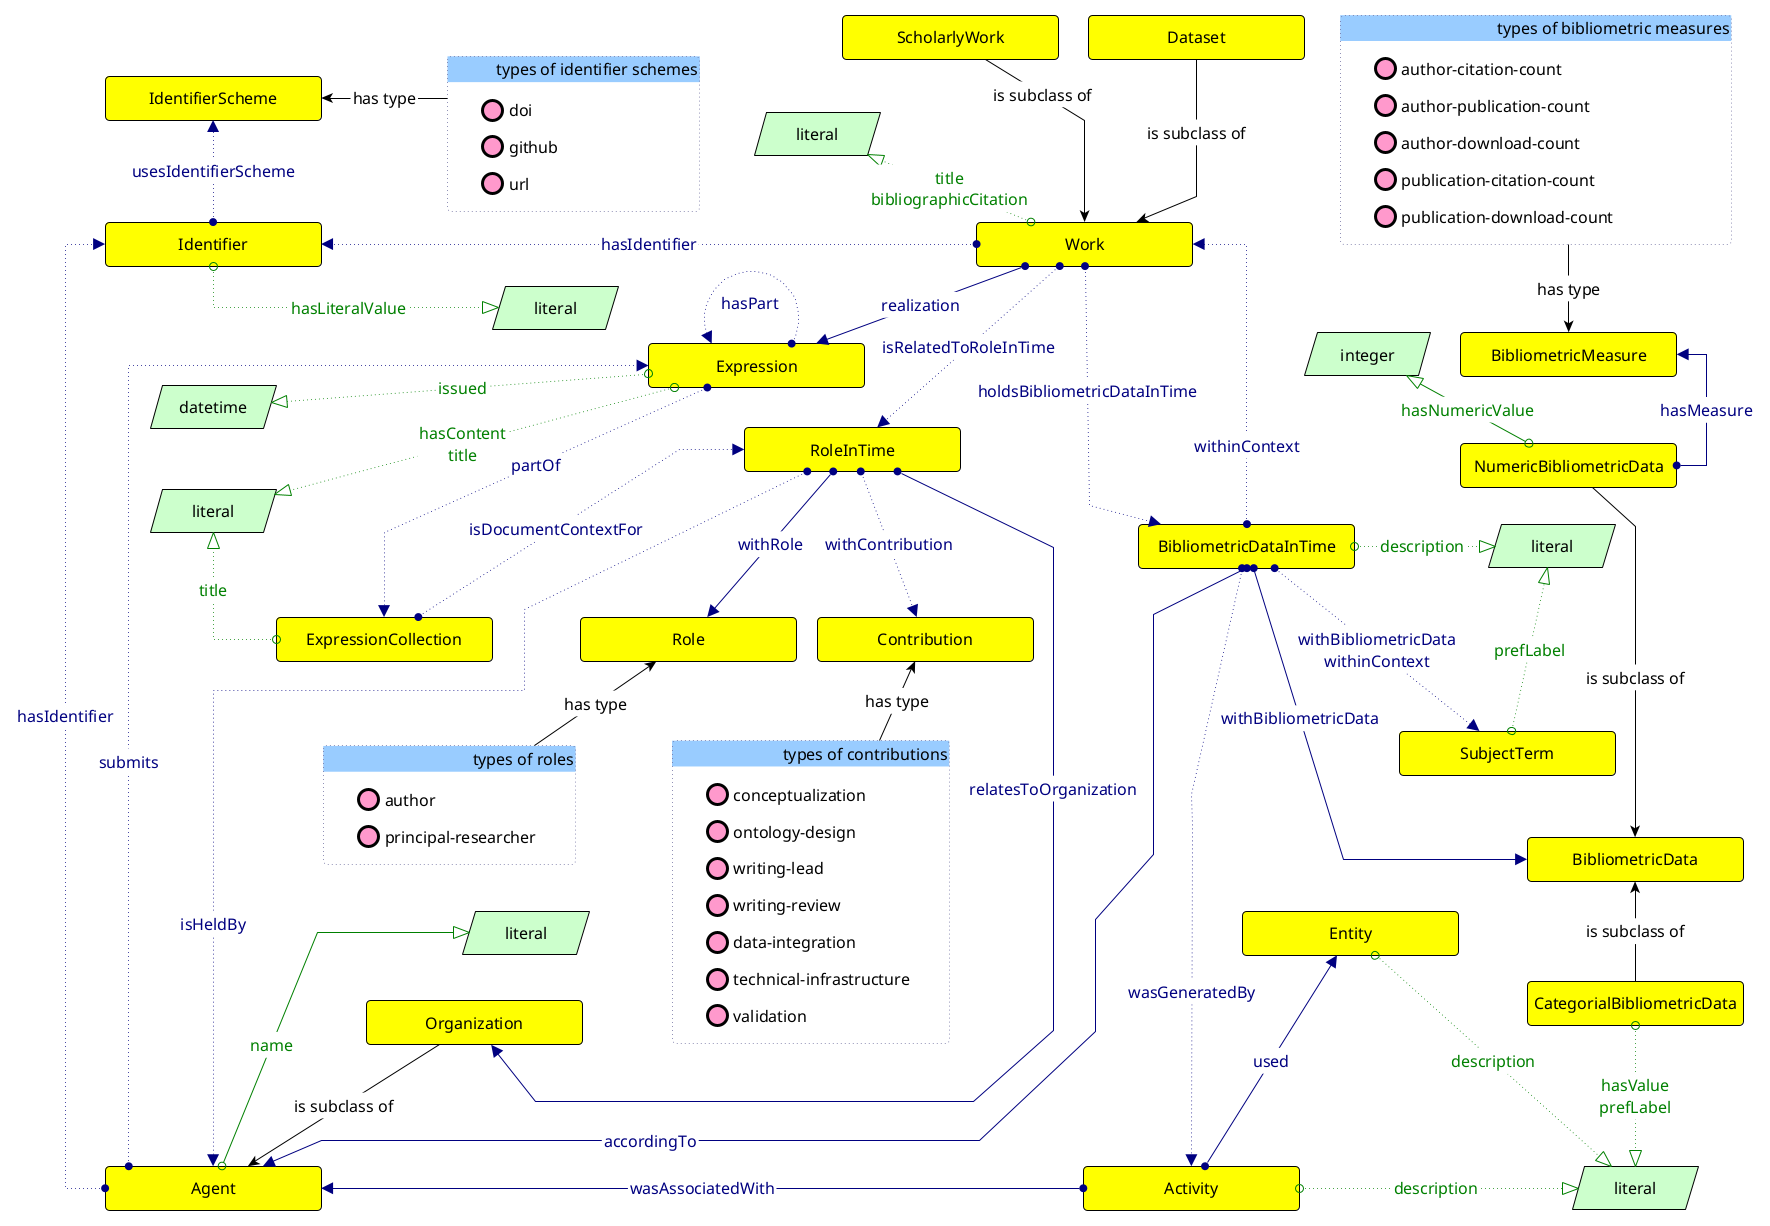 ScholarlyWork
Dataset
types of bibliometric measures
author-citation-count
author-publication-count
author-download-count
publication-citation-count
publication-download-count
types of identifier schemes
doi
github
url
IdentifierScheme
has type
is subclass of
is subclass of
literal
usesIdentifierScheme
title
bibliographicCitation
Identifier
hasIdentifier
Work
hasLiteralValue
literal
hasPart
realization
has type
isRelatedToRoleInTime
integer
BibliometricMeasure
Expression
issued
datetime
holdsBibliometricDataInTime
hasNumericValue
hasMeasure
hasContent
title
partOf
RoleInTime
withinContext
NumericBibliometricData
literal
isDocumentContextFor
withRole
withContribution
BibliometricDataInTime
description
literal
title
ExpressionCollection
Role
Contribution
withBibliometricData
withinContext
prefLabel
is subclass of
has type
has type
hasIdentifier
withBibliometricData
submits
types of roles
author
principal-researcher
types of contributions
conceptualization
ontology-design
writing-lead
writing-review
data-integration
technical-infrastructure
validation
relatesToOrganization
SubjectTerm
BibliometricData
isHeldBy
literal
Entity
is subclass of
wasGeneratedBy
CategorialBibliometricData
Organization
name
used
description
hasValue
prefLabel
is subclass of
accordingTo
Agent
wasAssociatedWith
Activity
description
literal